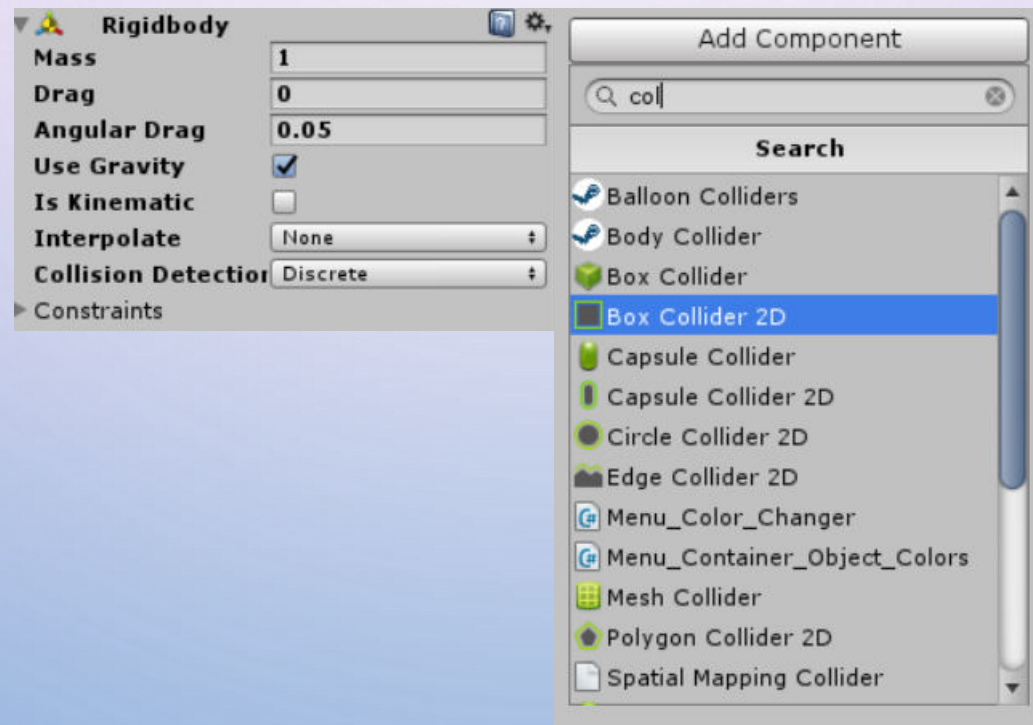 Rigidbody
Mass 1
Drag 0
Angular Drag 0.05
Use Gravity
Is Kinematic
Interpolate None
Collision Detection Discrete
Constraints
Add Component
col
Search
Balloon Colliders
Body Collider
Box Collider
Box Collider 2D
Capsule Collider
Capsule Collider 2D
Circle Collider 2D
Edge Collider 2D
Menu_Color_Changer
Menu_Container_Object_Colors
Mesh Collider
Polygon Collider 2D
Spatial Mapping Collider